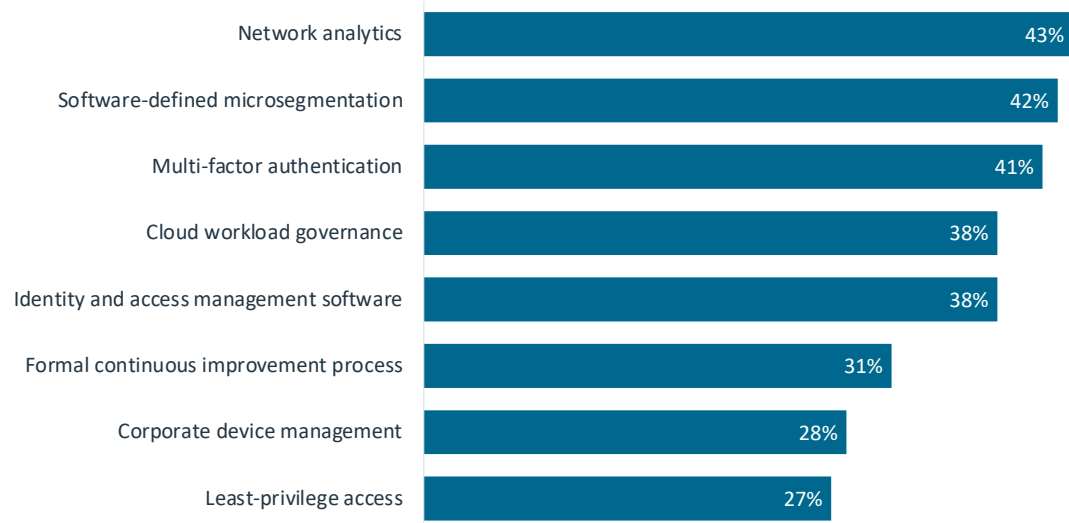 Network analytics 43%
Software-defined microsegmentation 42%
Multi-factor authentication 41%
Cloud workload governance 38%
Identity and access management software 38%
Formal continuous improvement process 31%
Corporate device management 28%
Least-privilege access 27%